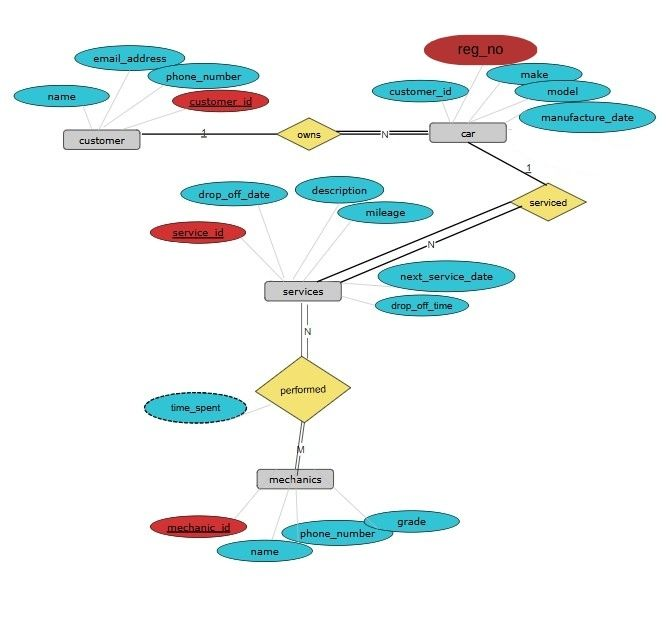 reg_no
email_address
phone_number
make
name
customer_id
customer_id
model
manufacture_date
customer
1
owns
N
car
1
drop_off_date
description
mileage
serviced
service_id
N
next_service_date
services
drop_off_time
N
performed
time_spent
M
mechanics
mechanic_id
grade
phone_number
name